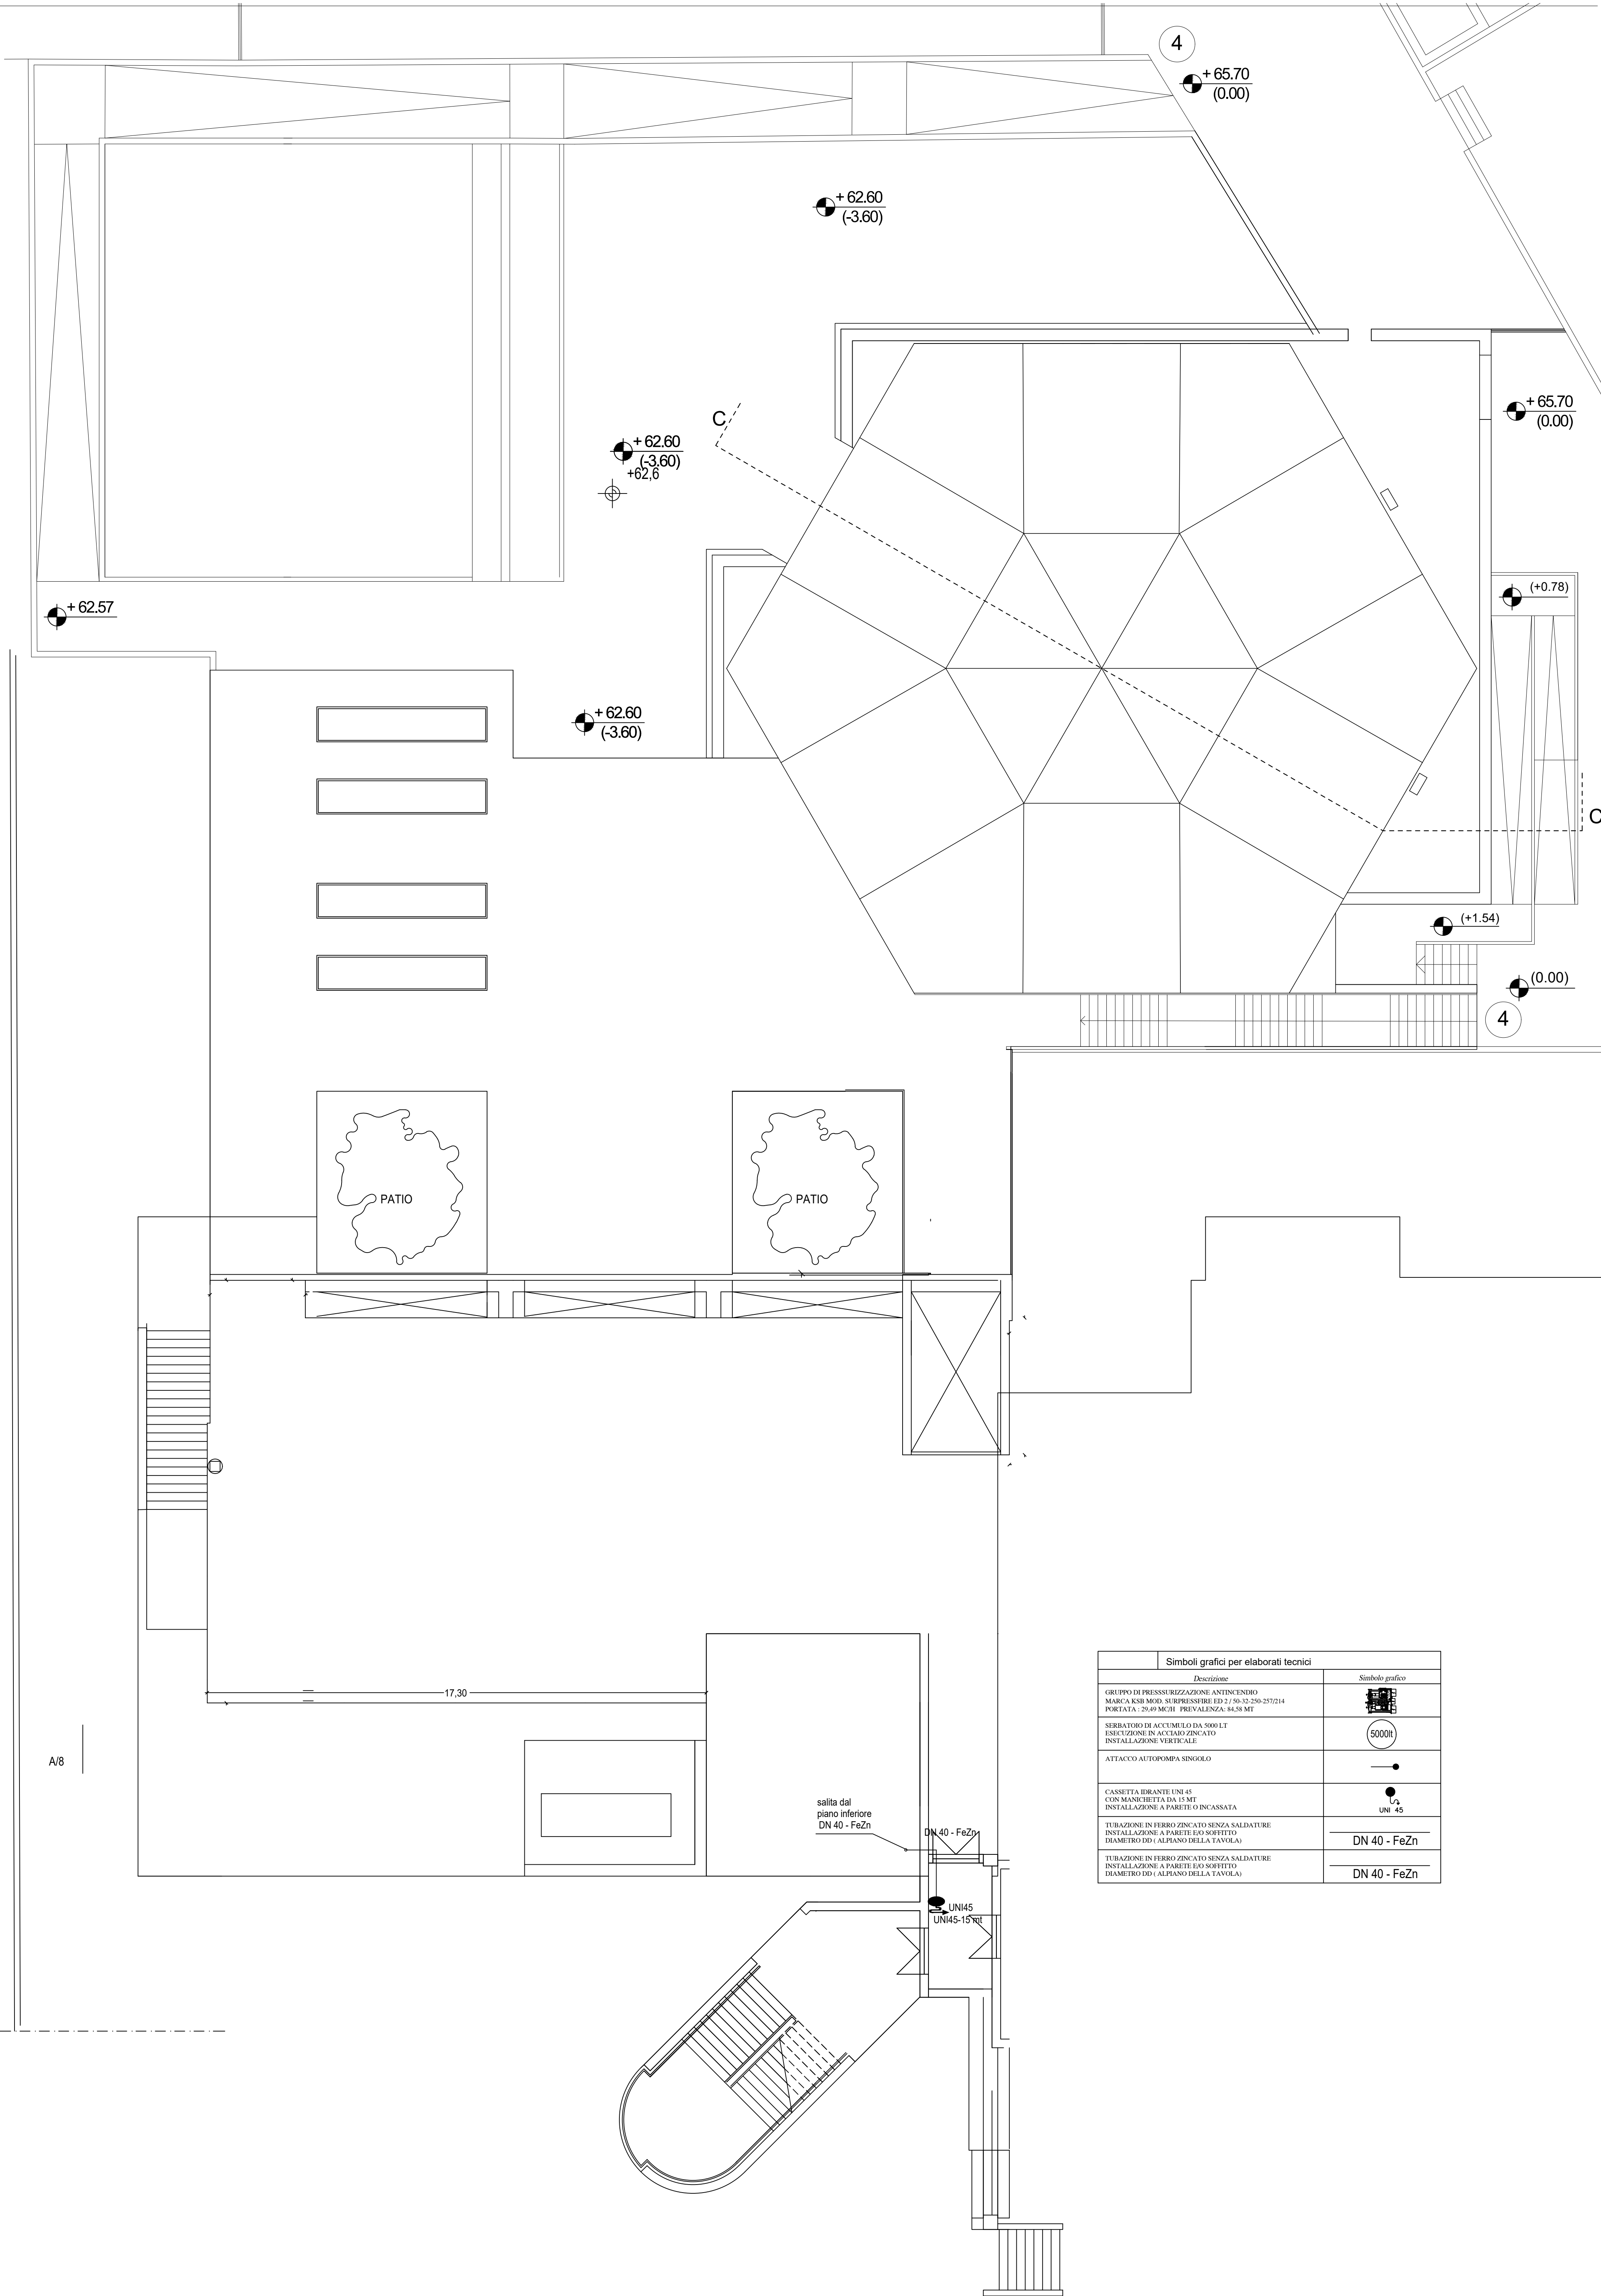 4
+ 65.70
(0.00)
+ 62.60
(-3.60)
C
+ 65.70
(0.00)
+ 62.60
(-3.60)
+62,6
(+0.78)
+ 62.57
+ 62.60
(-3.60)
C
(+1.54)
(0.00)
4
PATIO
PATIO
17,30
A/8
salita dal
piano inferiore
DN 40 - FeZn
DN 40 - FeZn
UNI45
UNI45-15 mt
Simboli grafici per elaborati tecnici
Descrizione
Simbolo grafico
GRUPPO DI PRESSSURIZZAZIONE ANTINCENDIO
MARCA KSB MOD. SURPRESSFIRE ED 2 / 50-32-250-257/214
PORTATA : 29,49 MC/H PREVALENZA: 84,58 MT
SERBATOIO DI ACCUMULO DA 5000 LT
ESECUZIONE IN ACCIAIO ZINCATO
INSTALLAZIONE VERTICALE
5000lt
ATTACCO AUTOPOMPA SINGOLO
CASSETTA IDRANTE UNI 45
CON MANICHETTA DA 15 MT
INSTALLAZIONE A PARETE O INCASSATA
UNI 45
TUBAZIONE IN FERRO ZINCATO SENZA SALDATURE
INSTALLAZIONE A PARETE E/O SOFFITTO
DIAMETRO DD ( ALPIANO DELLA TAVOLA)
DN 40 - FeZn
TUBAZIONE IN FERRO ZINCATO SENZA SALDATURE
INSTALLAZIONE A PARETE E/O SOFFITTO
DIAMETRO DD ( ALPIANO DELLA TAVOLA)
DN 40 - FeZn